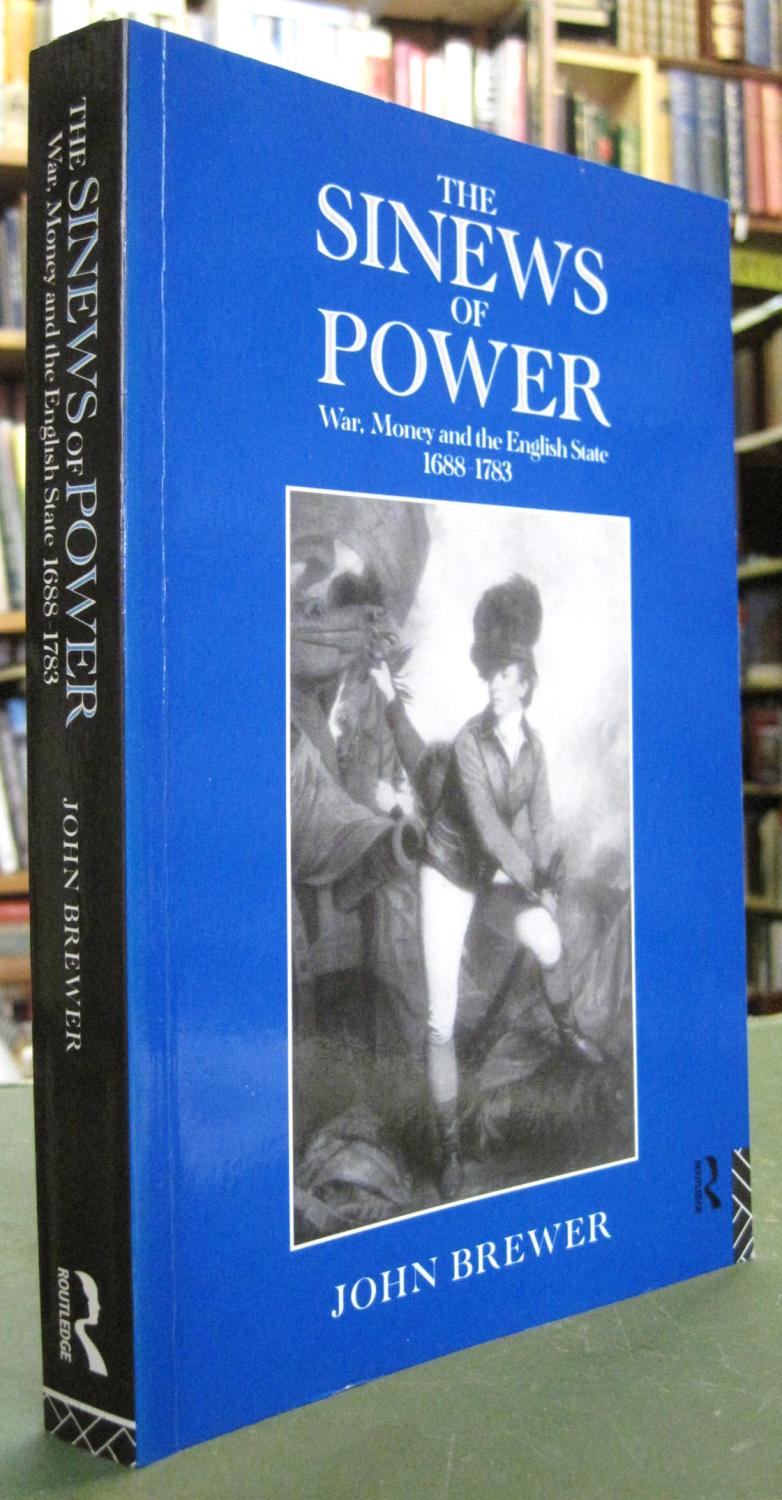 THE
SINEWS
OF
POWER
War, Money and the English State
1688-1783
JOHN BREWER
ROUTLEDGE
THE SINEWS OF POWER
War, Money and the English State 1688-1783
JOHN BREWER
ROUTLEDGE